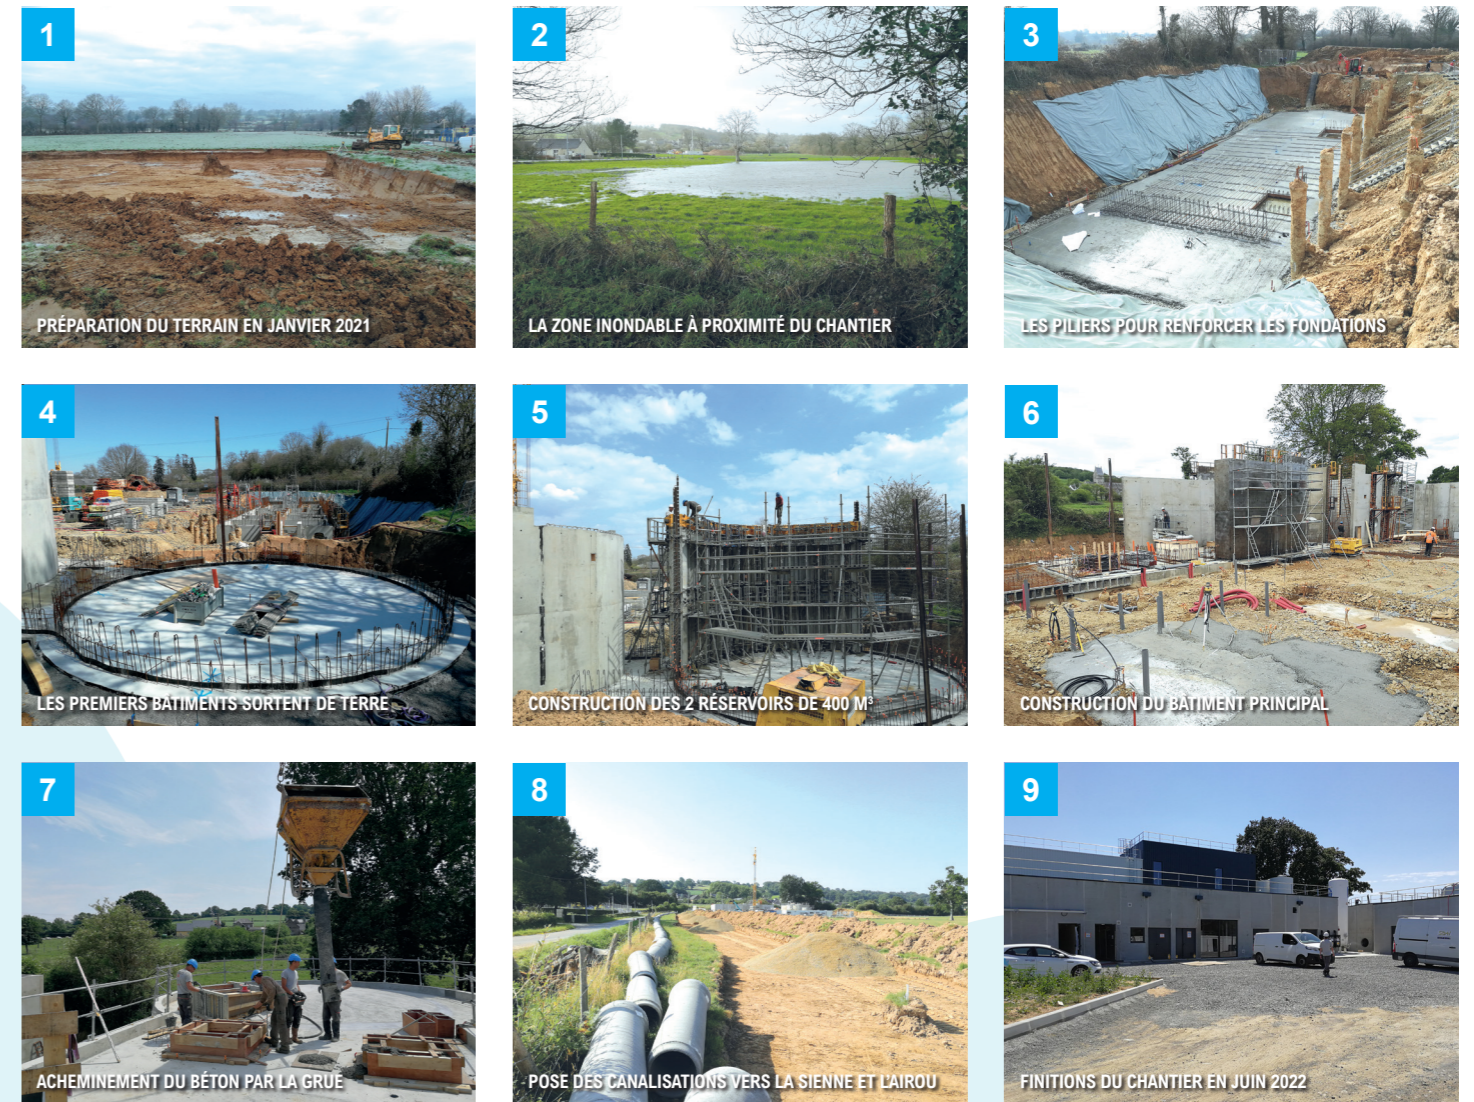 1
PRÉPARATION DU TERRAIN EN JANVIER 2021
2
LA ZONE INONDABLE À PROXIMITÉ DU CHANTIER
3
LES PILIERS POUR RENFORCER LES FONDATIONS
4
LES PREMIERS BÂTIMENTS SORTENT DE TERRE
5
CONSTRUCTION DES 2 RÉSERVOIRS DE 400 M³
6
CONSTRUCTION DU BÂTIMENT PRINCIPAL
7
ACHEMINEMENT DU BÉTON PAR LA GRUE
8
POSE DES CANALISATIONS VERS LA SIENNE ET L'AIROU
9
FINITIONS DU CHANTIER EN JUIN 2022